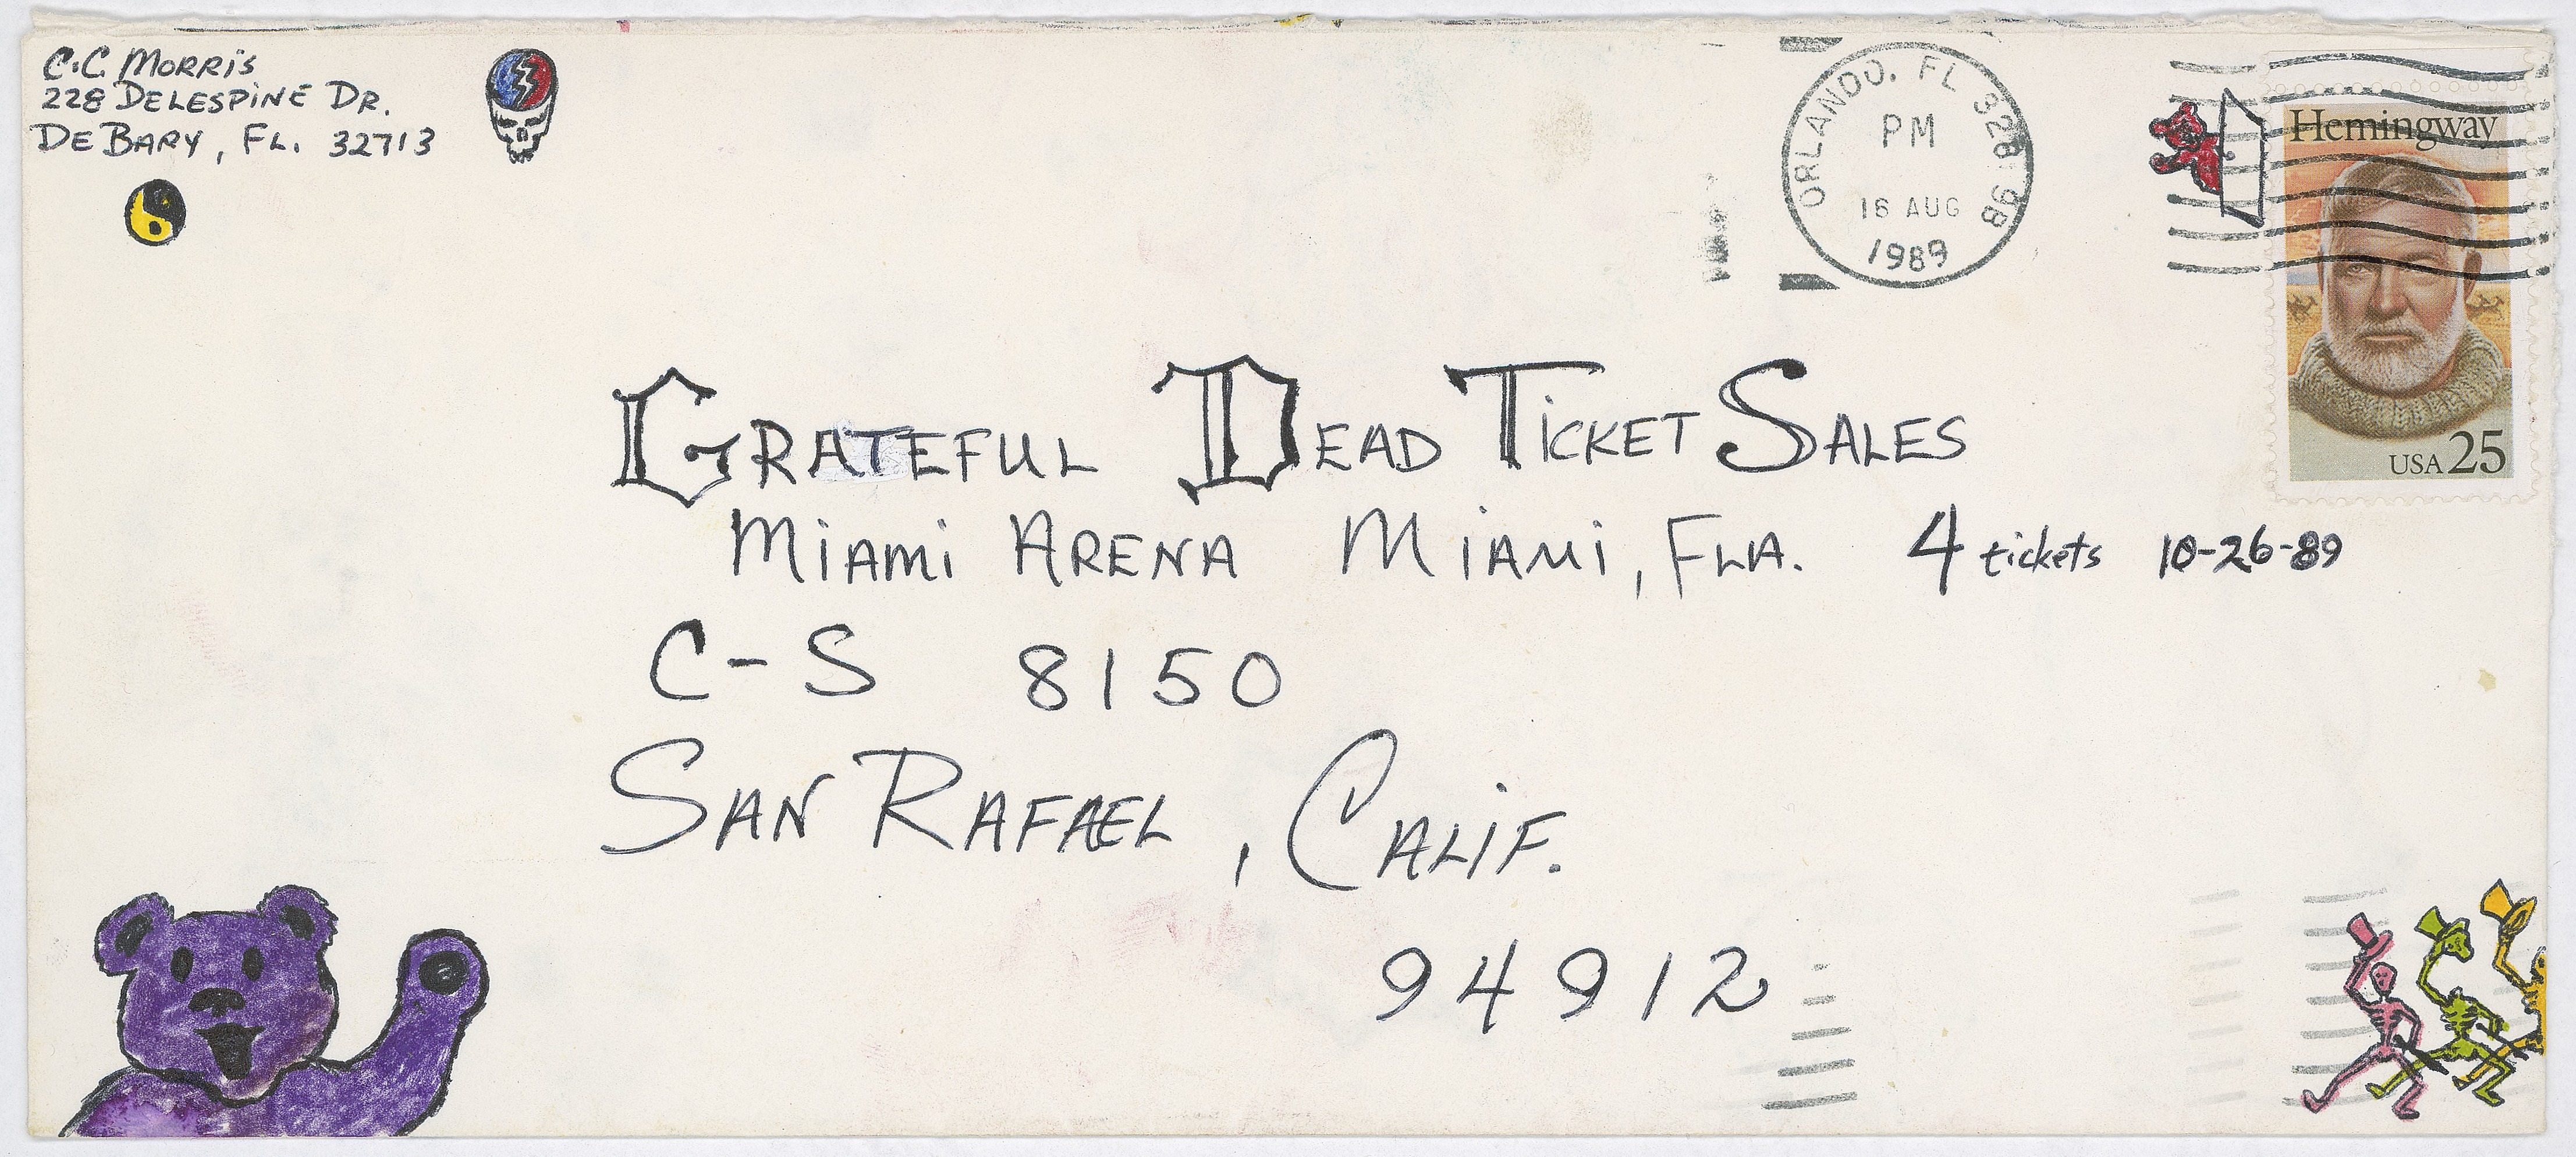 C.C. Morris
228 Delespine Dr.
DeBary, FL. 32713
ORLANDO, FL 328 98
PM
16 AUG
1989
Hemingway
USA 25
Grateful Dead Ticket Sales
Miami Arena Miami, Fla. 4 tickets 10-26-89
C-S 8150
San Rafael, Calif.
94912